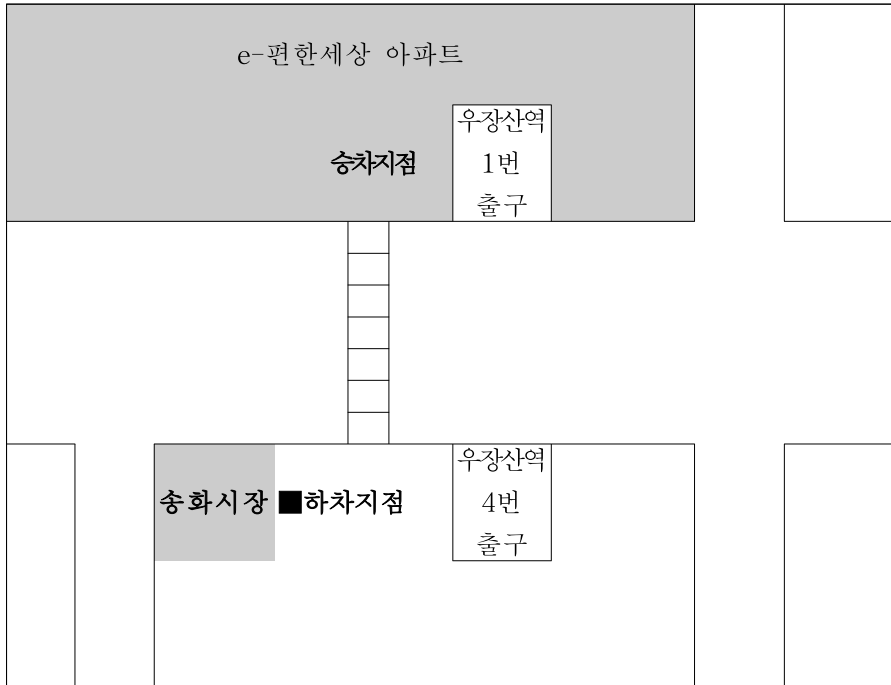 e-편한세상 아파트
우장산역
승차지점 1번
출구
우장산역
송화시장 ■하차지점 4번
출구